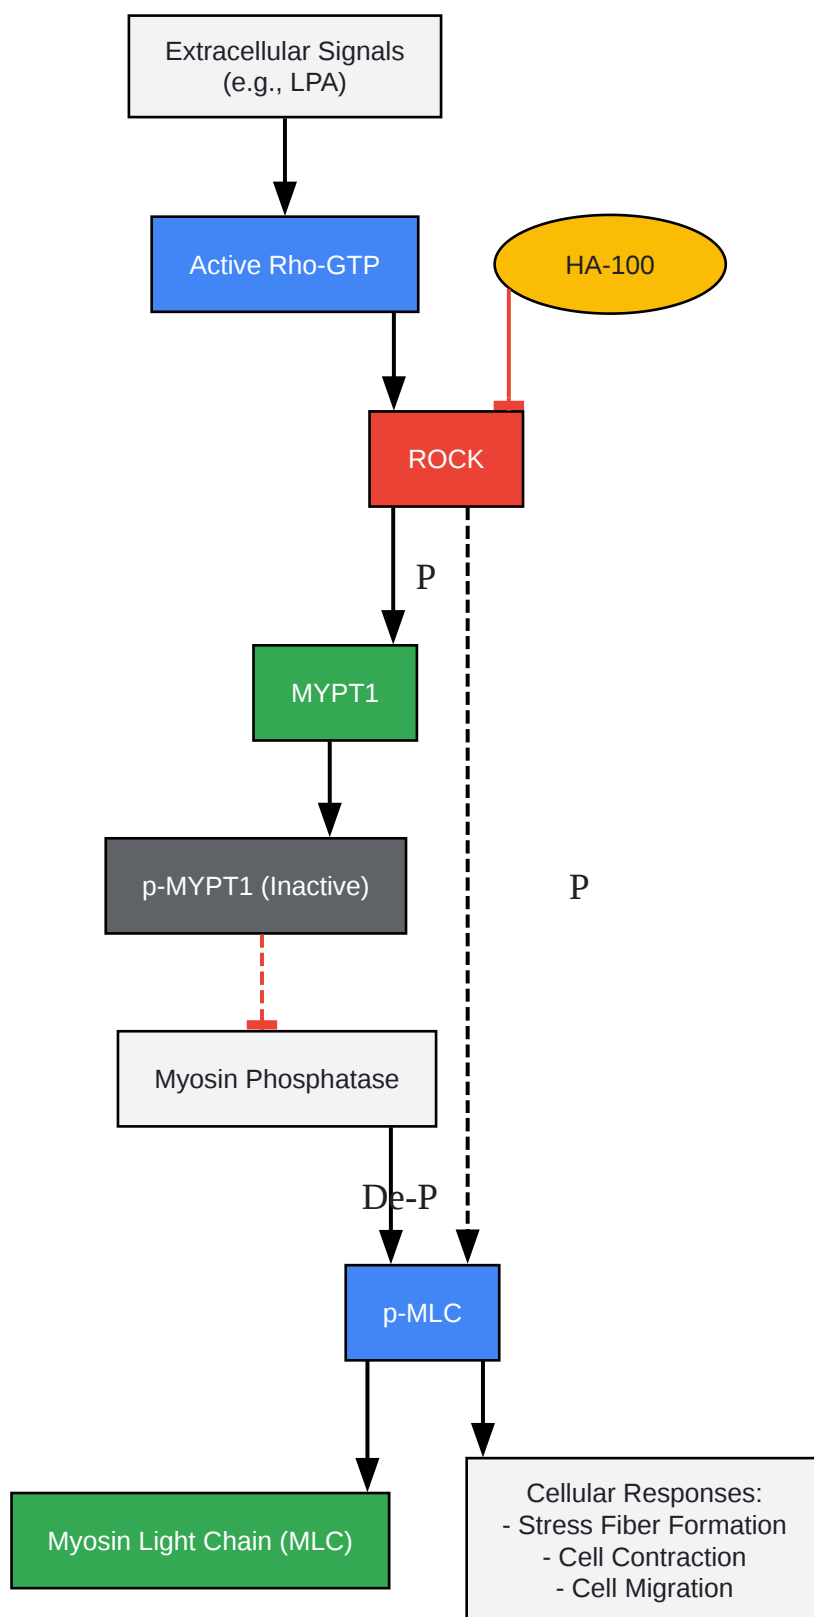 Extracellular Signals
(e.g., LPA)
Active Rho-GTP
HA-100
ROCK
P
MYPT1
p-MYPT1 (Inactive)
P
Myosin Phosphatase
De-P
p-MLC
Myosin Light Chain (MLC)
Cellular Responses:
- Stress Fiber Formation
- Cell Contraction
- Cell Migration